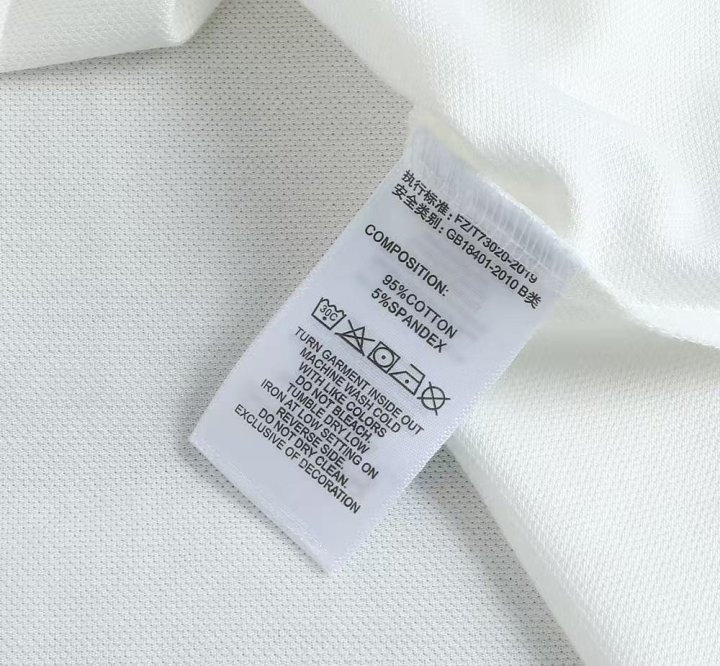 执行标准：FZ/T73020-2019
安全类别：GB18401-2010 B类
COMPOSITION:
95%COTTON
5%SPANDEX
30C
TURN GARMENT INSIDE OUT
MACHINE WASH COLD
WITH LIKE COLORS
DO NOT BLEACH,
TUMBLE DRY LOW
IRON AT LOW SETTING ON
REVERSE SIDE.
DO NOT DRY CLEAN.
EXCLUSIVE OF DECORATION